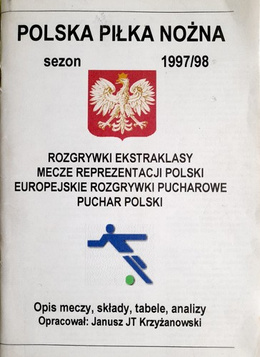 POLSKA PIŁKA NOŻNA
sezon 1997/98
ROZGRYWKI EKSTRAKLASY
MECZE REPREZENTACJI POLSKI
EUROPEJSKIE ROZGRYWKI PUCHAROWE
PUCHAR POLSKI
Opis meczy, składy, tabele, analizy
Opracował: Janusz JT Krzyżanowski